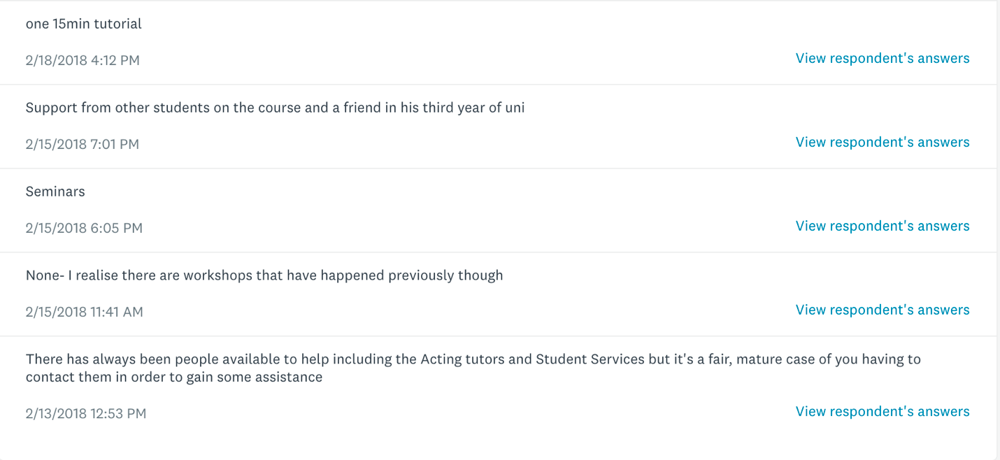 one 15min tutorial
2/18/2018 4:12 PM
View respondent's answers
Support from other students on the course and a friend in his third year of uni
2/15/2018 7:01 PM
View respondent's answers
Seminars
2/15/2018 6:05 PM
View respondent's answers
None- I realise there are workshops that have happened previously though
2/15/2018 11:41 AM
View respondent's answers
There has always been people available to help including the Acting tutors and Student Services but it's a fair, mature case of you having to
contact them in order to gain some assistance
2/13/2018 12:53 PM
View respondent's answers